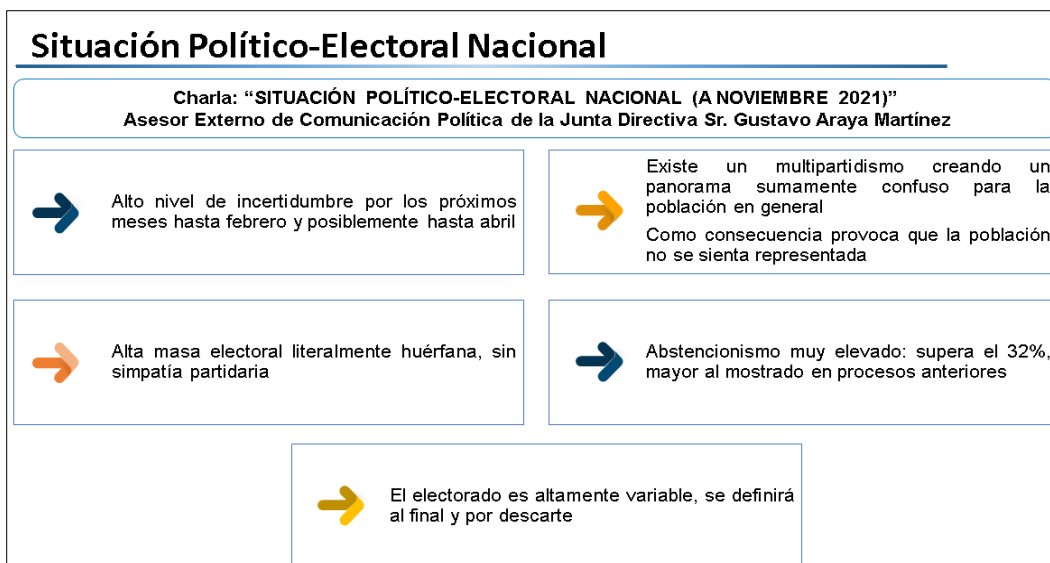 Situación Político-Electoral Nacional
Charla: “SITUACIÓN POLÍTICO-ELECTORAL NACIONAL (A NOVIEMBRE 2021)”
Asesor Externo de Comunicación Política de la Junta Directiva Sr. Gustavo Araya Martínez
Alto nivel de incertidumbre por los próximos
meses hasta febrero y posiblemente hasta abril
Existe un multipartidismo creando un
panorama sumamente confuso para la
población en general
Como consecuencia provoca que la población
no se sienta representada
Alta masa electoral literalmente huérfana, sin
simpatía partidaria
Abstencionismo muy elevado: supera el 32%,
mayor al mostrado en procesos anteriores
El electorado es altamente variable, se definirá
al final y por descarte